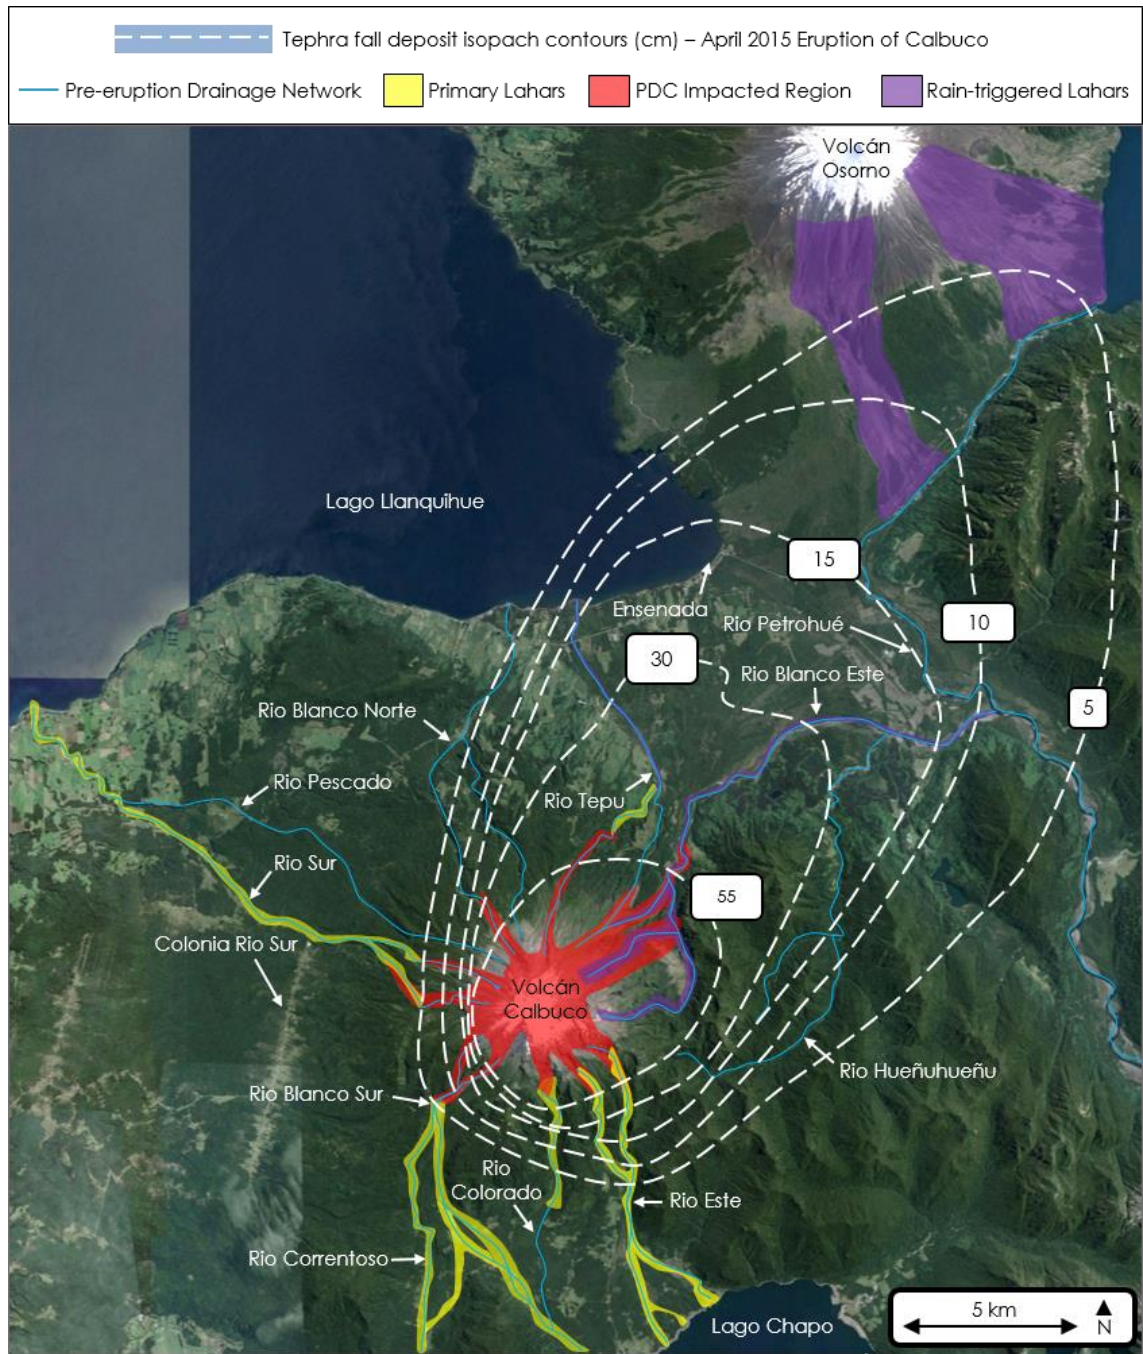 Tephra fall deposit isopach contours (cm) – April 2015 Eruption of Calbuco
Pre-eruption Drainage Network
Primary Lahars
PDC Impacted Region
Rain-triggered Lahars
Volcán
Osorno
Lago Llanquihue
15
Ensenada
Rio Petrohué
10
30
Rio Blanco Este
5
Rio Blanco Norte
Rio Pescado
Rio Tepu
Rio Sur
55
Colonia Rio Sur
Volcán
Calbuco
Rio Hueñuhueñu
Rio Blanco Sur
Rio
Colorado
Rio Este
Rio Correntoso
Lago Chapo
5 km
N